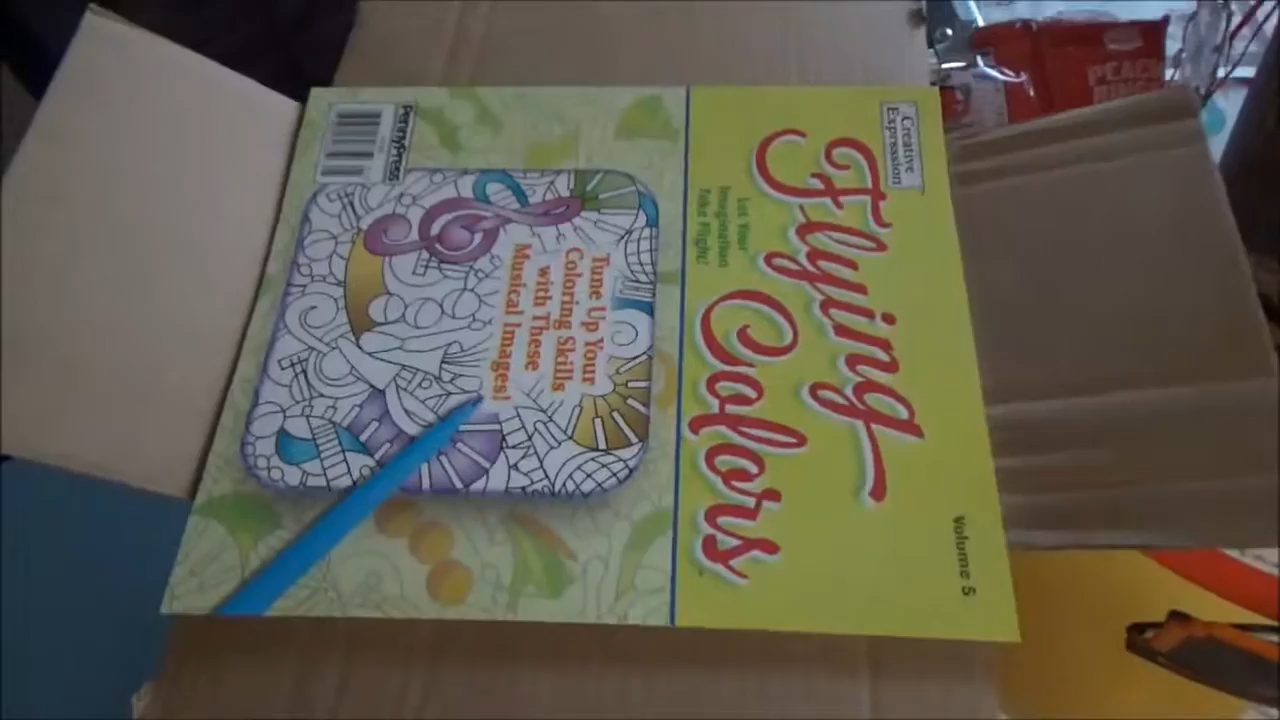 Creative
Expression
Volume 5
Flying
Colors
Let Your
Imagination
Take Flight!
Tune Up Your
Coloring Skills
with These
Musical Images!
PennyPress
PEACH
RINGS